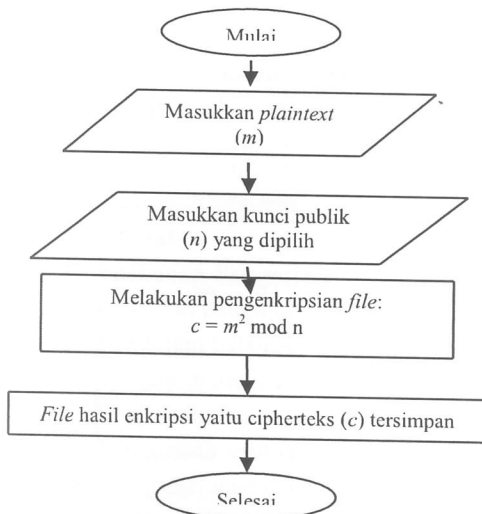 Mulai
Masukkan plaintext
(m)
Masukkan kunci publik
(n) yang dipilih
Melakukan pengenkripsian file:
c = m² mod n
File hasil enkripsi yaitu cipherteks (c) tersimpan
Selesai